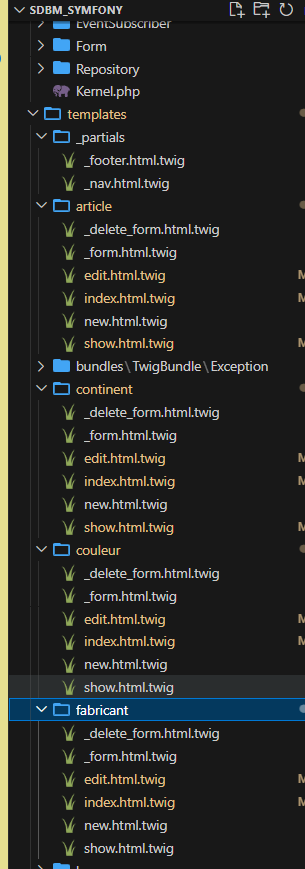 SDBM_SYMFONY
EventSubscriber
Form
Repository
Kernel.php
templates
_partials
_footer.html.twig
_nav.html.twig
article
_delete_form.html.twig
_form.html.twig
edit.html.twig
index.html.twig
new.html.twig
show.html.twig
bundles\TwigBundle\Exception
continent
_delete_form.html.twig
_form.html.twig
edit.html.twig
index.html.twig
new.html.twig
show.html.twig
couleur
_delete_form.html.twig
_form.html.twig
edit.html.twig
index.html.twig
new.html.twig
show.html.twig
fabricant
_delete_form.html.twig
_form.html.twig
edit.html.twig
index.html.twig
new.html.twig
show.html.twig